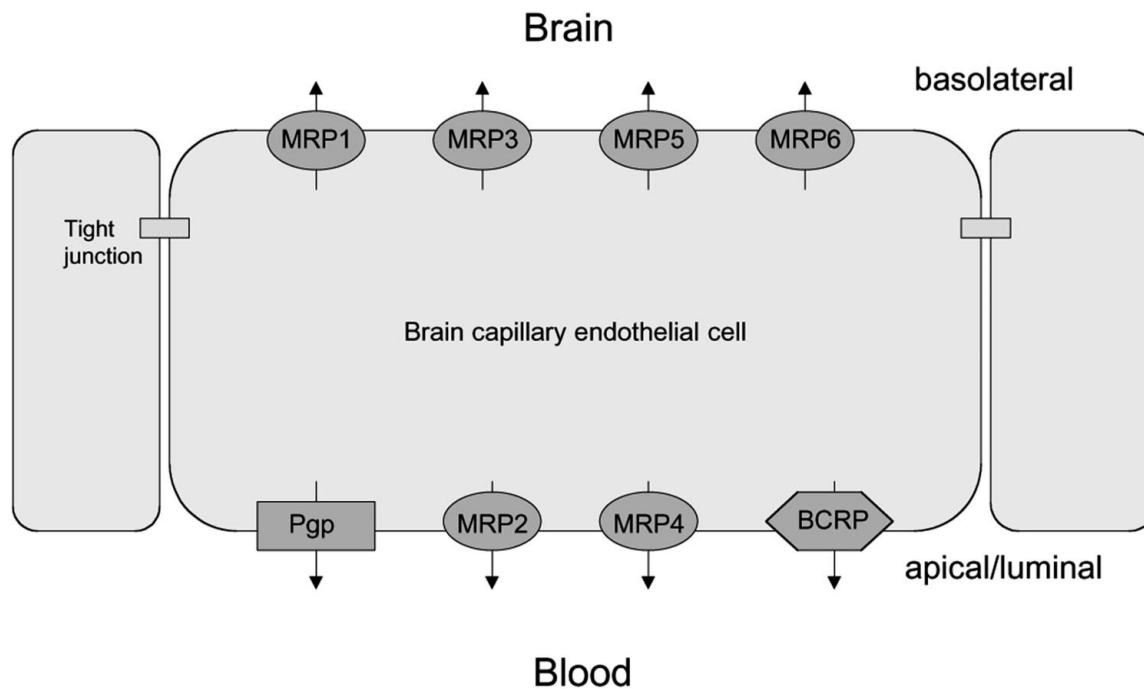 Brain
basolateral
MRP1 MRP3 MRP5 MRP6
Tight
junction
Brain capillary endothelial cell
Pgp MRP2 MRP4 BCRP
apical/luminal
Blood